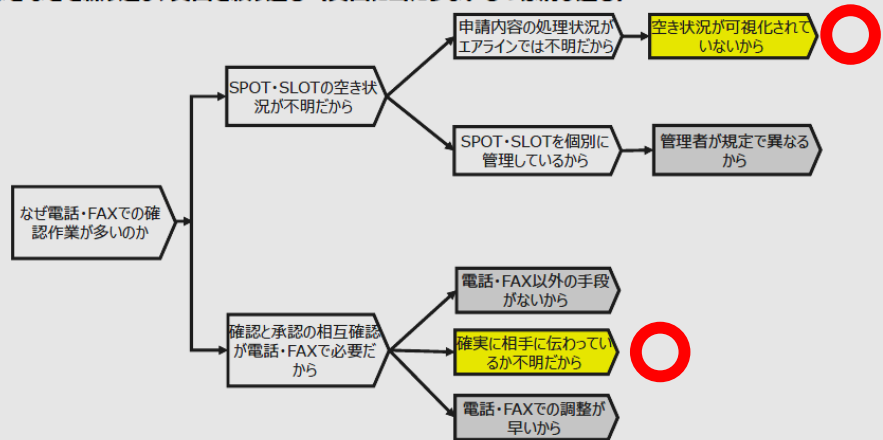 申請内容の処理状況が
エアラインでは不明だから
空き状況が可視化されて
いないから
SPOT・SLOTの空き状
況が不明だから
SPOT・SLOTを個別に
管理しているから
管理者が規定で異なる
から
なぜ電話・FAXでの確
認作業が多いのか
電話・FAX以外の手段
がないから
確認と承認の相互確認
が電話・FAXで必要だ
から
確実に相手に伝わってい
るか不明だから
電話・FAXでの調整が
早いから